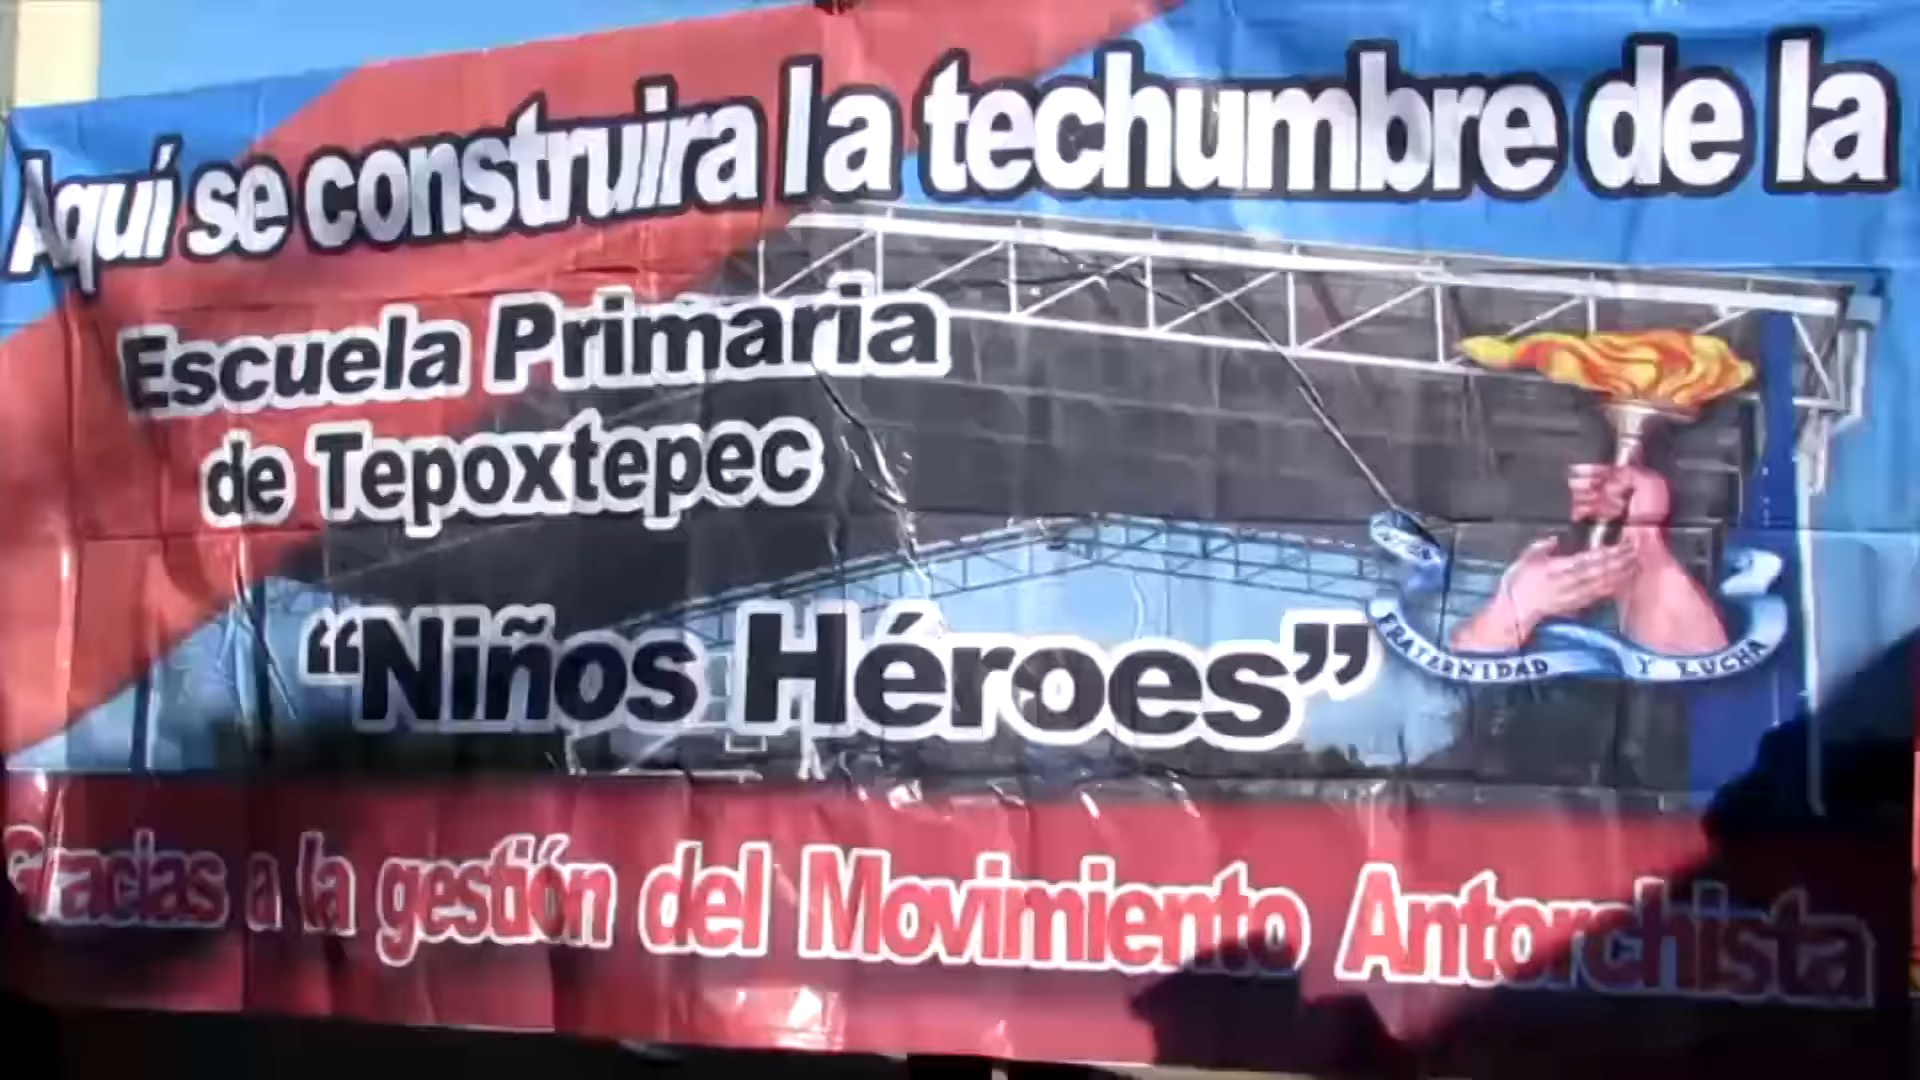 Aquí se construira la techumbre de la
Escuela Primaria
de Tepoxtepec
“Niños Héroes”
FRATERNIDAD Y LUCHA
Gracias a la gestión del Movimiento Antorchista